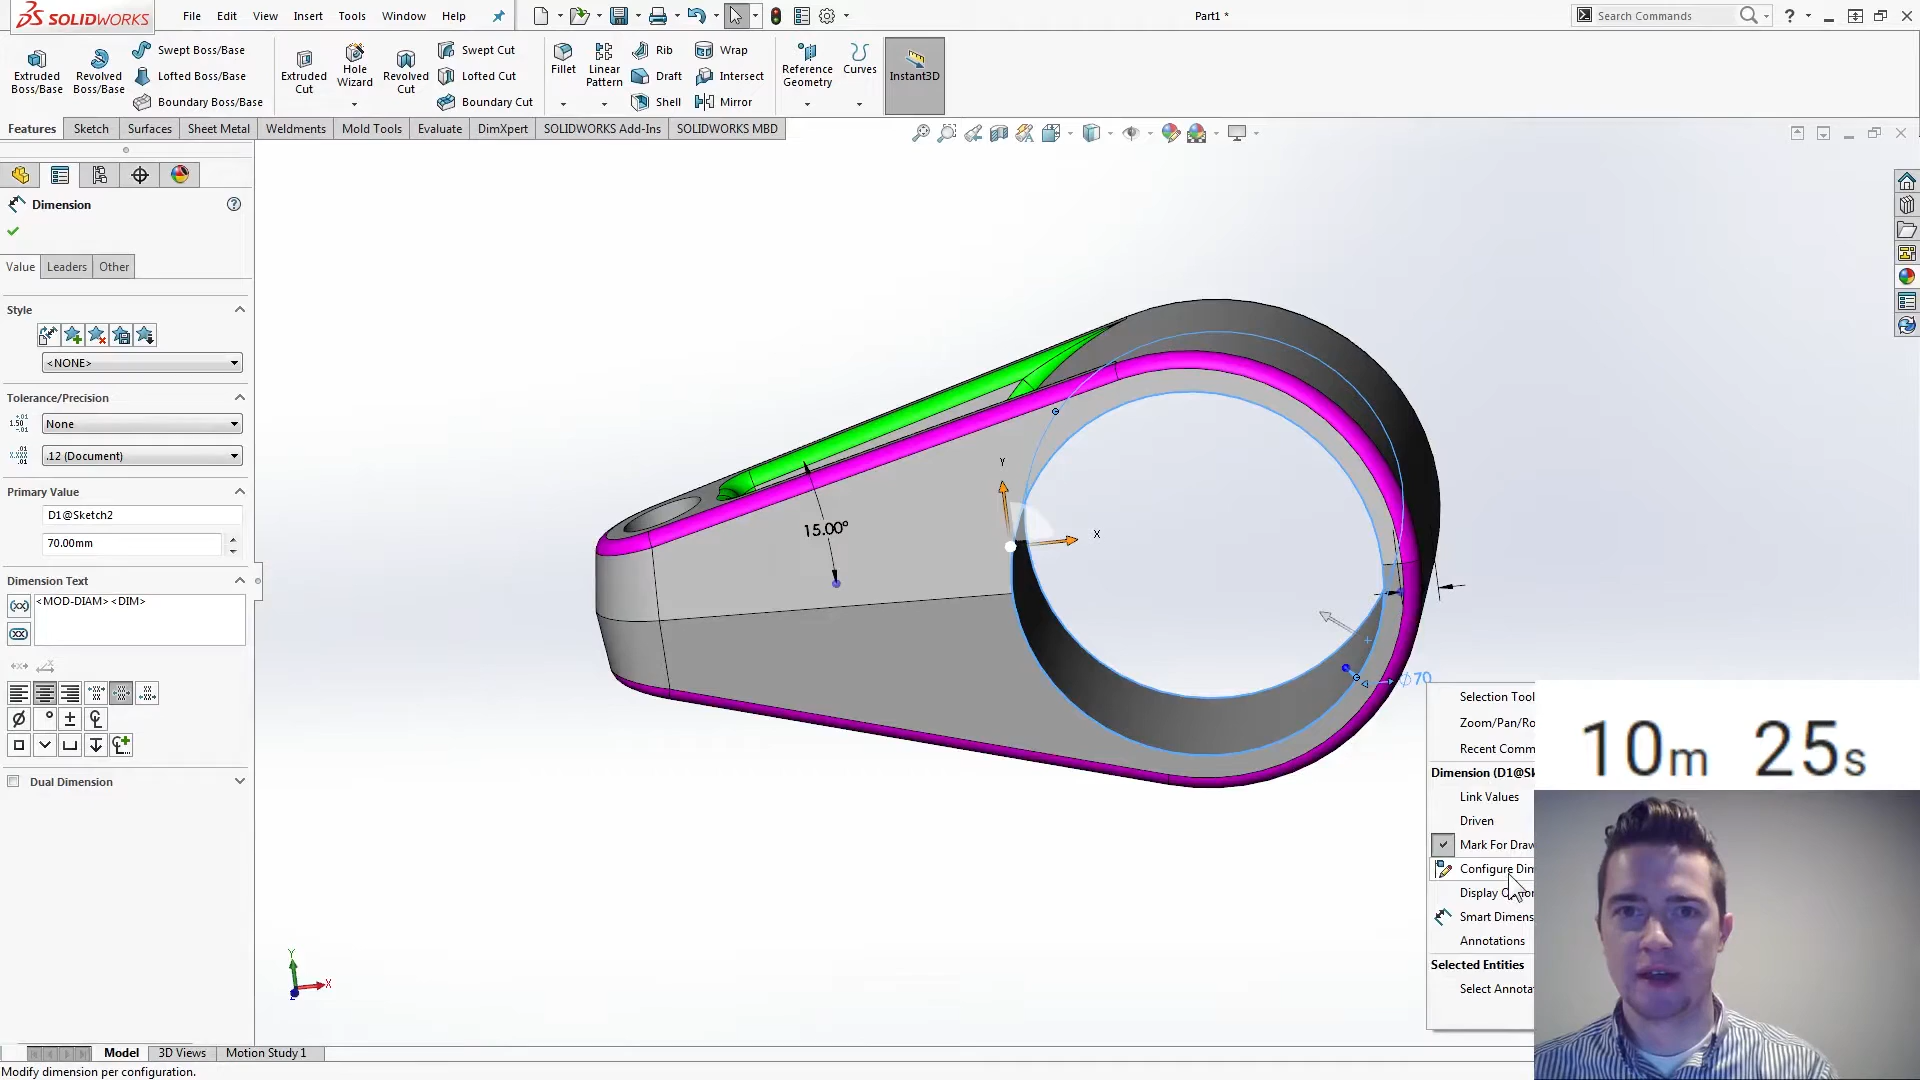 SOLIDWORKS
File Edit View Insert Tools Window Help
Part1 *
Search Commands
Extruded Boss/Base
Revolved Boss/Base
Swept Boss/Base
Lofted Boss/Base
Boundary Boss/Base
Extruded Cut
Hole Wizard
Revolved Cut
Swept Cut
Lofted Cut
Boundary Cut
Fillet
Linear Pattern
Rib
Draft
Shell
Wrap
Intersect
Mirror
Reference Geometry
Curves
Instant3D
Features Sketch Surfaces Sheet Metal Weldments Mold Tools Evaluate DimXpert SOLIDWORKS Add-Ins SOLIDWORKS MBD
Dimension
Value Leaders Other
Style
<NONE>
Tolerance/Precision
None
.12 (Document)
Primary Value
D1@Sketch2
70.00mm
Dimension Text
<MOD-DIAM><DIM>
Dual Dimension
15.00°
Y
X
∅70
Selection Tool
Zoom/Pan/Ro
Recent Comm
Dimension (D1@Sk
Link Values
Driven
Mark For Draw
Configure Dim
Display O
Smart Dimens
Annotations
Selected Entities
Select Annota
10m 25s
Y
X
Z
Model 3D Views Motion Study 1
Modify dimension per configuration.